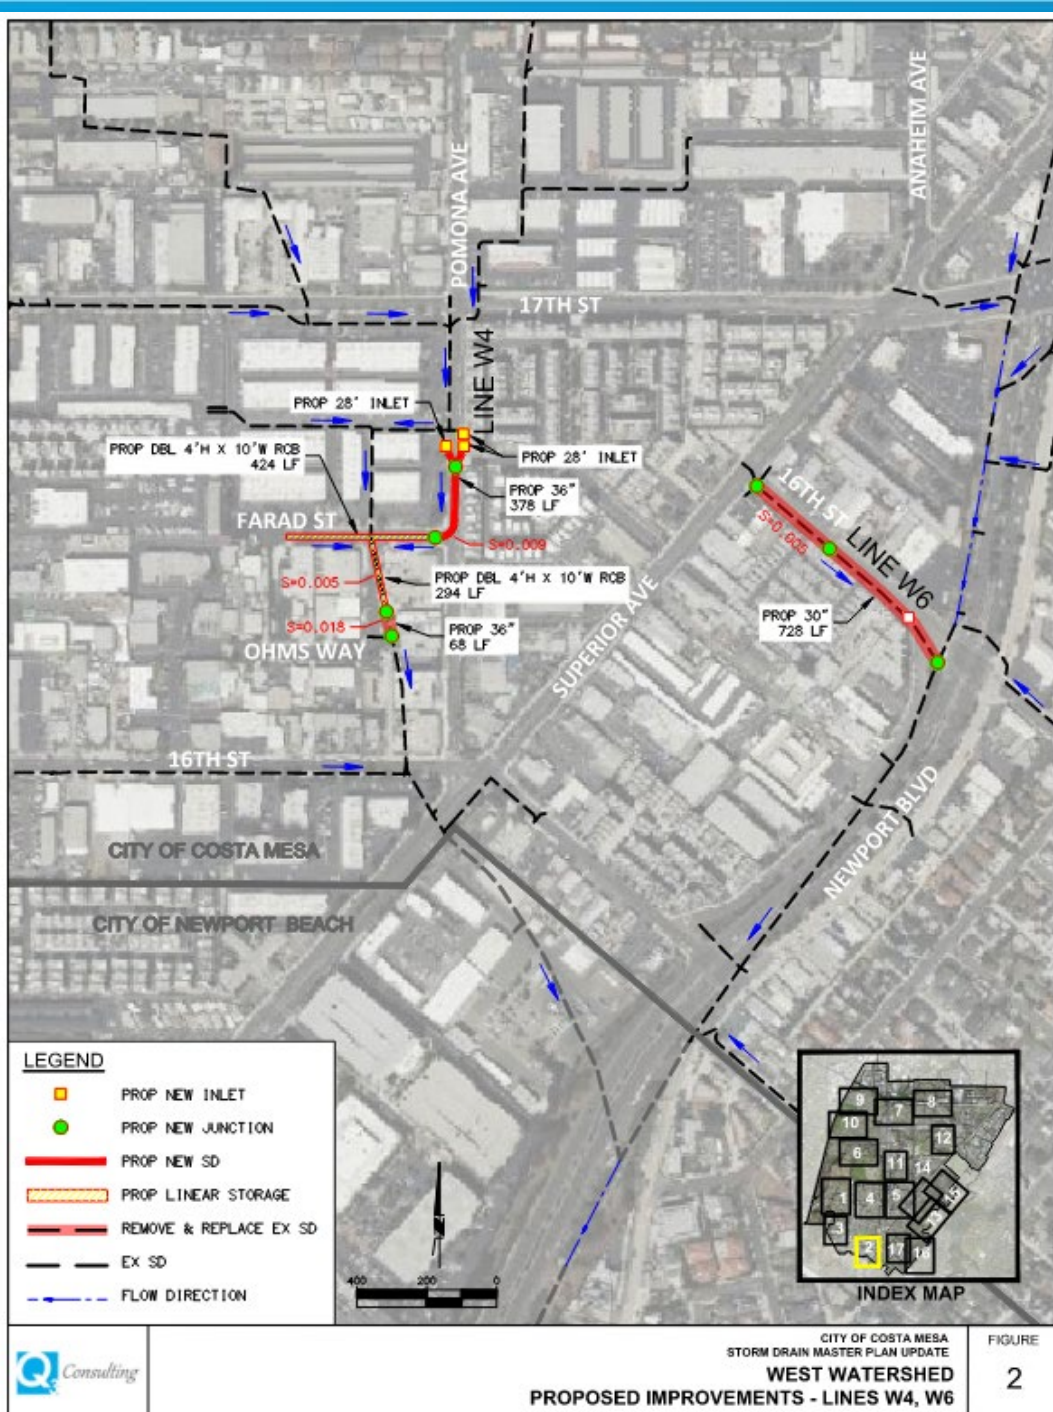 ANAHEIM AVE
POMONA AVE
17TH ST
LINE W4
PROP 28' INLET
PROP DBL 4'H X 10'W RCB
424 LF
PROP 28' INLET
PROP 36"
378 LF
16TH ST
FARAD ST
S=0.009
S=0.005
LINE W6
PROP DBL 4'H X 10'W RCB
294 LF
S=0.005
PROP 30"
728 LF
S=0.018
PROP 36"
68 LF
OHMS WAY
SUPERIOR AVE
16TH ST
NEWPORT BLVD
CITY OF COSTA MESA
CITY OF NEWPORT BEACH
LEGEND
PROP NEW INLET
PROP NEW JUNCTION
PROP NEW SD
PROP LINEAR STORAGE
REMOVE & REPLACE EX SD
EX SD
FLOW DIRECTION
400 200 0
9
7
8
10
12
6
11
14
1
4
5
15
3
2
17
16
INDEX MAP
Q3 Consulting
CITY OF COSTA MESA
STORM DRAIN MASTER PLAN UPDATE
WEST WATERSHED
PROPOSED IMPROVEMENTS - LINES W4, W6
FIGURE
2